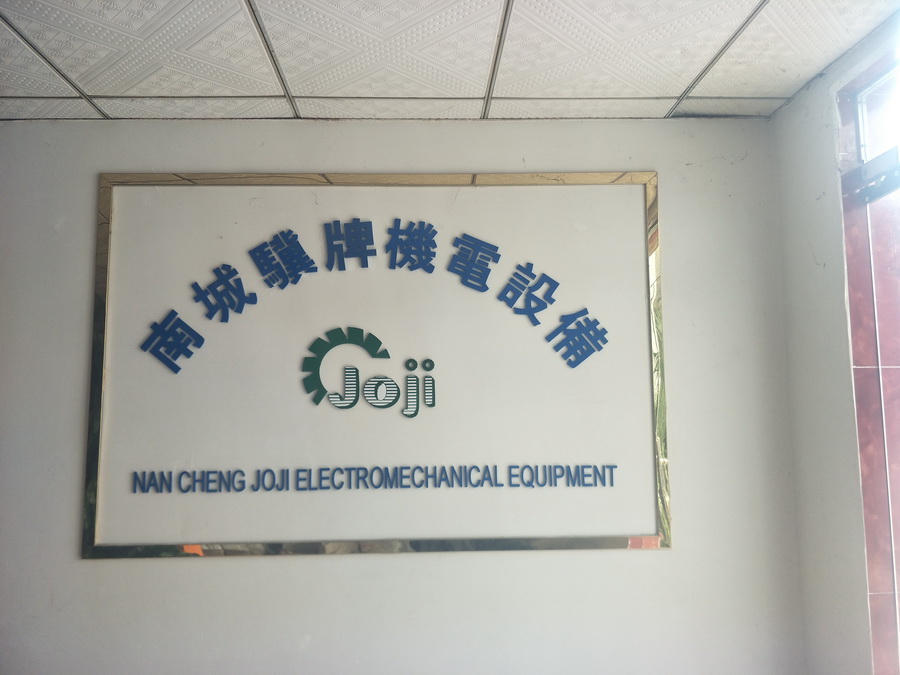 南城驥牌機電設備
Joji
NAN CHENG JOJI ELECTROMECHANICAL EQUIPMENT